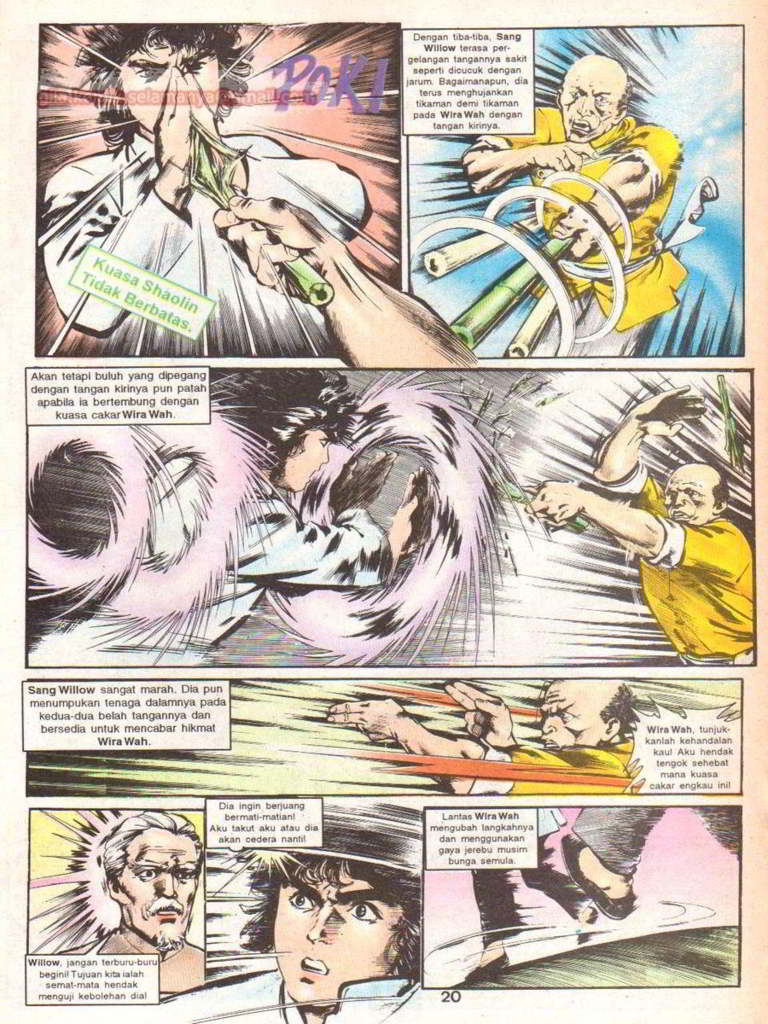 POK!
Kuasa Shaolin
Tidak Berbatas.
Dengan tiba-tiba, Sang
Willow terasa per-
gelangan tangannya sakit
seperti dicucuk dengan
jarum. Bagaimanapun, dia
terus menghujankan
tikaman demi tikaman
pada Wira Wah dengan
tangan kirinya.
Akan tetapi buluh yang dipegang
dengan tangan kirinya pun patah
apabila ia bertembung dengan
kuasa cakar Wira Wah.
Sang Willow sangat marah. Dia pun
menumpukan tenaga dalamnya pada
kedua-dua belah tangannya dan
bersedia untuk mencabar hikmat
Wira Wah.
Wira Wah, tunjuk-
kanlah kehandalan
kau! Aku hendak
tengok sehebat
mana kuasa
cakar engkau ini!
Willow, jangan terburu-buru
begini! Tujuan kita ialah
semat-mata hendak
menguji kebolehan dia!
Dia ingin berjuang
bermati-matian!
Aku takut aku atau dia
akan cedera nanti!
Lantas Wira Wah
mengubah langkahnya
dan menggunakan
gaya jerebu musim
bunga semula.
20